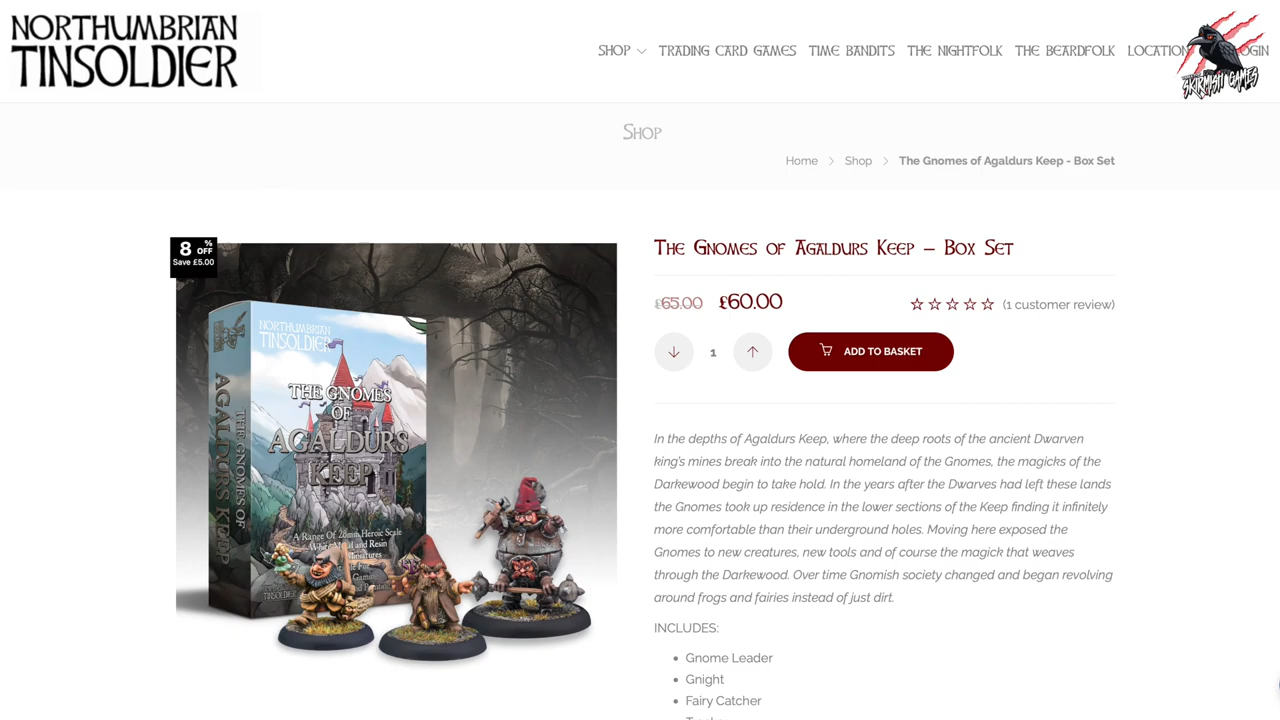 NORTHUMBRIAN
TINSOLDIER
SHOP TRADING CARD GAMES TIME BANDITS THE NIGHTFOLK THE BEARDFOLK LOCATION
SKIRMISH GAMES
Shop
Home Shop The Gnomes of Agaldurs Keep - Box Set
8 % OFF
Save £5.00
The Gnomes of Agaldurs Keep – Box Set
£65.00 £60.00 (1 customer review)
1 ADD TO BASKET
NORTHUMBRIAN
TINSOLDIER
THE GNOMES
OF
AGALDURS
KEEP
THE GNOMES OF
AGALDURS KEEP
A Range Of 28mm Heroic Scale
In the depths of Agaldurs Keep, where the deep roots of the ancient Dwarven
king's mines break into the natural homeland of the Gnomes, the magicks of the
Darkewood begin to take hold. In the years after the Dwarves had left these lands
the Gnomes took up residence in the lower sections of the Keep finding it infinitely
more comfortable than their underground holes. Moving here exposed the
Gnomes to new creatures, new tools and of course the magick that weaves
through the Darkewood. Over time Gnomish society changed and began revolving
around frogs and fairies instead of just dirt.
INCLUDES:
Gnome Leader
Gnight
Fairy Catcher